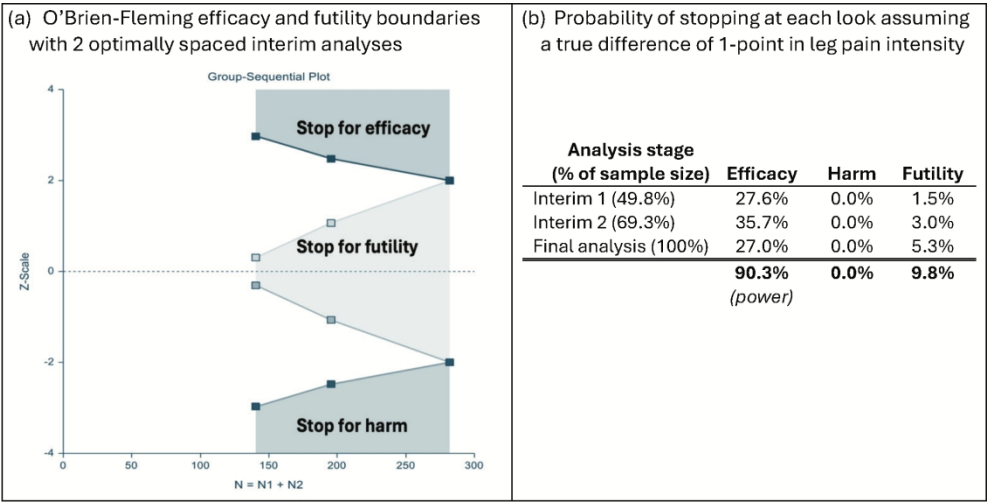 (a) O’Brien-Fleming efficacy and futility boundaries
with 2 optimally spaced interim analyses
Group-Sequential Plot
4
2
0
-2
-4
Z-Scale
Stop for efficacy
Stop for futility
Stop for harm
0 50 100 150 200 250 300
N = N1 + N2
(b) Probability of stopping at each look assuming
a true difference of 1-point in leg pain intensity
Analysis stage
(% of sample size) Efficacy Harm Futility
Interim 1 (49.8%) 27.6% 0.0% 1.5%
Interim 2 (69.3%) 35.7% 0.0% 3.0%
Final analysis (100%) 27.0% 0.0% 5.3%
90.3% 0.0% 9.8%
(power)